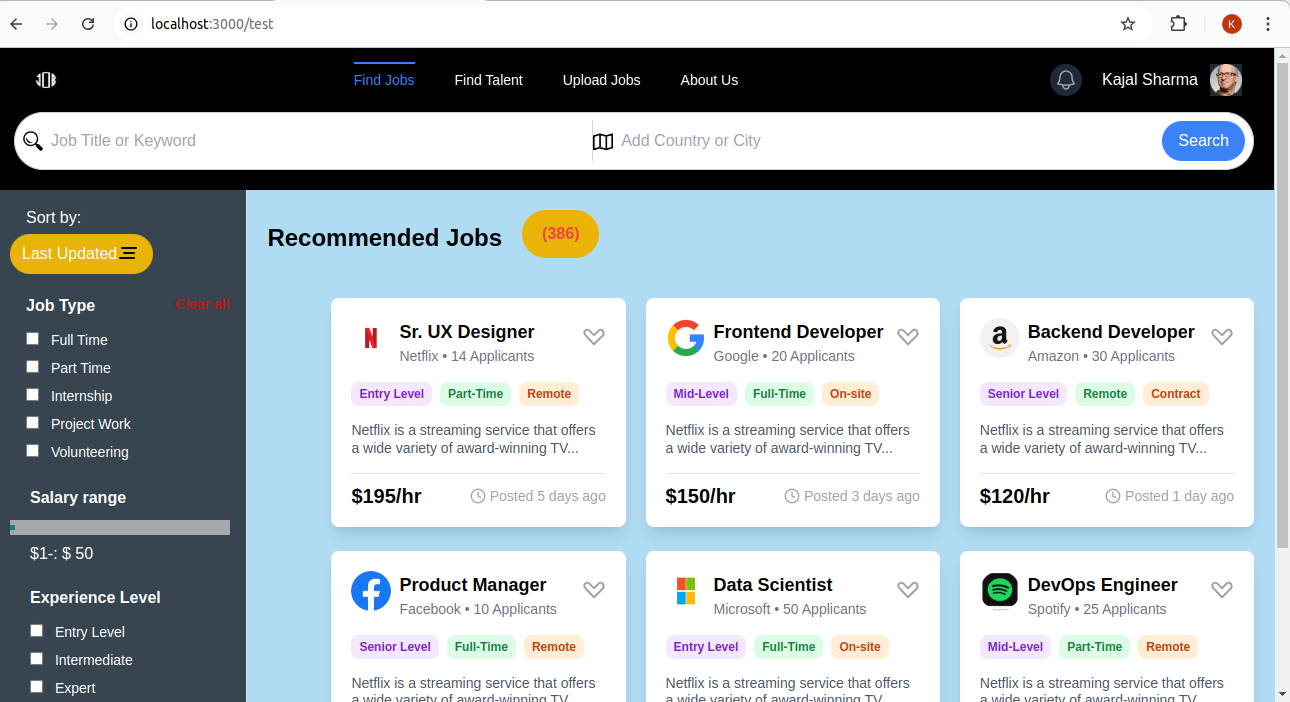 localhost:3000/test
K
JOB
Find Jobs Find Talent Upload Jobs About Us
Kajal Sharma
Job Title or Keyword
Add Country or City
Search
Sort by:
Last Updated
Job Type Clear all
Full Time
Part Time
Internship
Project Work
Volunteering
Salary range
$1-: $ 50
Experience Level
Entry Level
Intermediate
Expert
Recommended Jobs (386)
N
Sr. UX Designer
Netflix • 14 Applicants
Entry Level Part-Time Remote
Netflix is a streaming service that offers
a wide variety of award-winning TV...
$195/hr Posted 5 days ago
G
Frontend Developer
Google • 20 Applicants
Mid-Level Full-Time On-site
Netflix is a streaming service that offers
a wide variety of award-winning TV...
$150/hr Posted 3 days ago
a
Backend Developer
Amazon • 30 Applicants
Senior Level Remote Contract
Netflix is a streaming service that offers
a wide variety of award-winning TV...
$120/hr Posted 1 day ago
f
Product Manager
Facebook • 10 Applicants
Senior Level Full-Time Remote
Netflix is a streaming service that offers
a wide variety of award-winning TV...
Data Scientist
Microsoft • 50 Applicants
Entry Level Full-Time On-site
Netflix is a streaming service that offers
a wide variety of award-winning TV...
DevOps Engineer
Spotify • 25 Applicants
Mid-Level Part-Time Remote
Netflix is a streaming service that offers
a wide variety of award-winning TV...